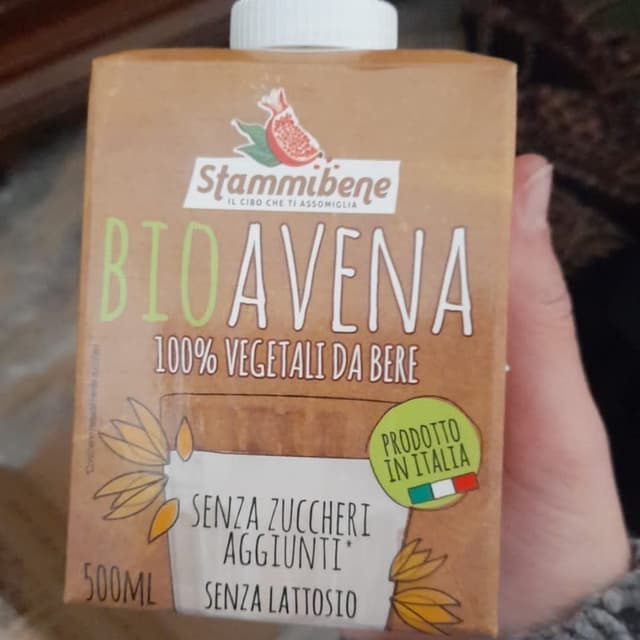 Stammibene
IL CIBO CHE TI ASSOMIGLIA
BIOAVENA
100% VEGETALI DA BERE
PRODOTTO
IN ITALIA
SENZA ZUCCHERI
AGGIUNTI*
500ML
SENZA LATTOSIO